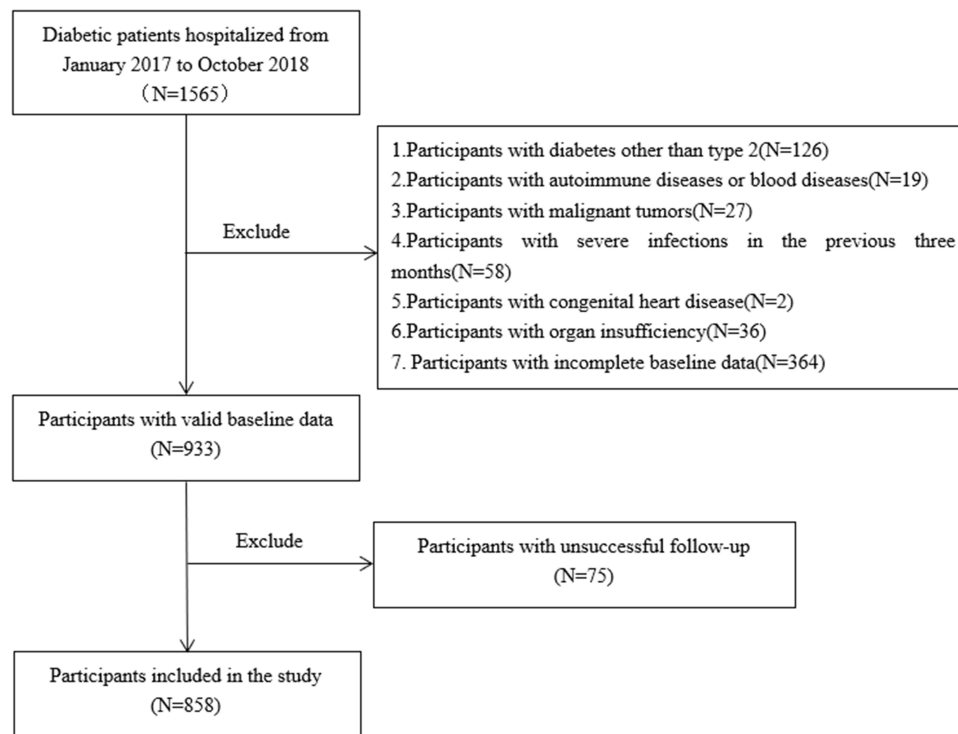 Diabetic patients hospitalized from
January 2017 to October 2018
（N=1565）
1.Participants with diabetes other than type 2(N=126)
2.Participants with autoimmune diseases or blood diseases(N=19)
3.Participants with malignant tumors(N=27)
4.Participants with severe infections in the previous three
months(N=58)
5.Participants with congenital heart disease(N=2)
6.Participants with organ insufficiency(N=36)
7. Participants with incomplete baseline data(N=364)
Exclude
Participants with valid baseline data
(N=933)
Exclude
Participants with unsuccessful follow-up
(N=75)
Participants included in the study
(N=858)